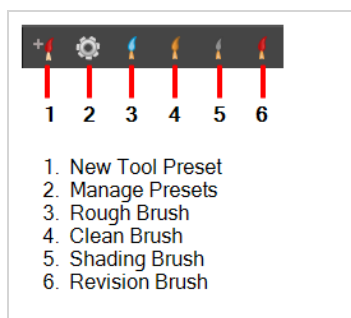 1 2 3 4 5 6
1. New Tool Preset
2. Manage Presets
3. Rough Brush
4. Clean Brush
5. Shading Brush
6. Revision Brush